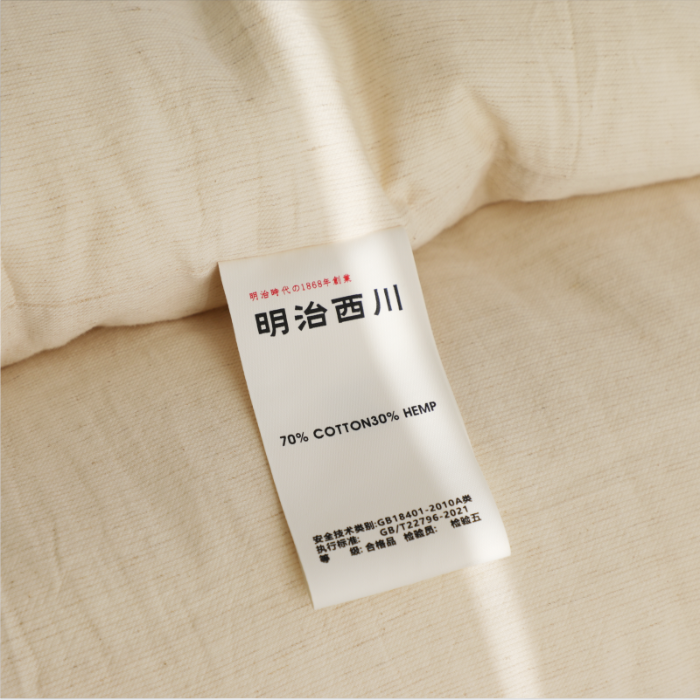 明治時代の1868年創業
明治西川
70% COTTON30% HEMP
安全技术类别:GB18401-2010A类
执行标准: GB/T22796-2021
等 级: 合格品 检验员: 检验五